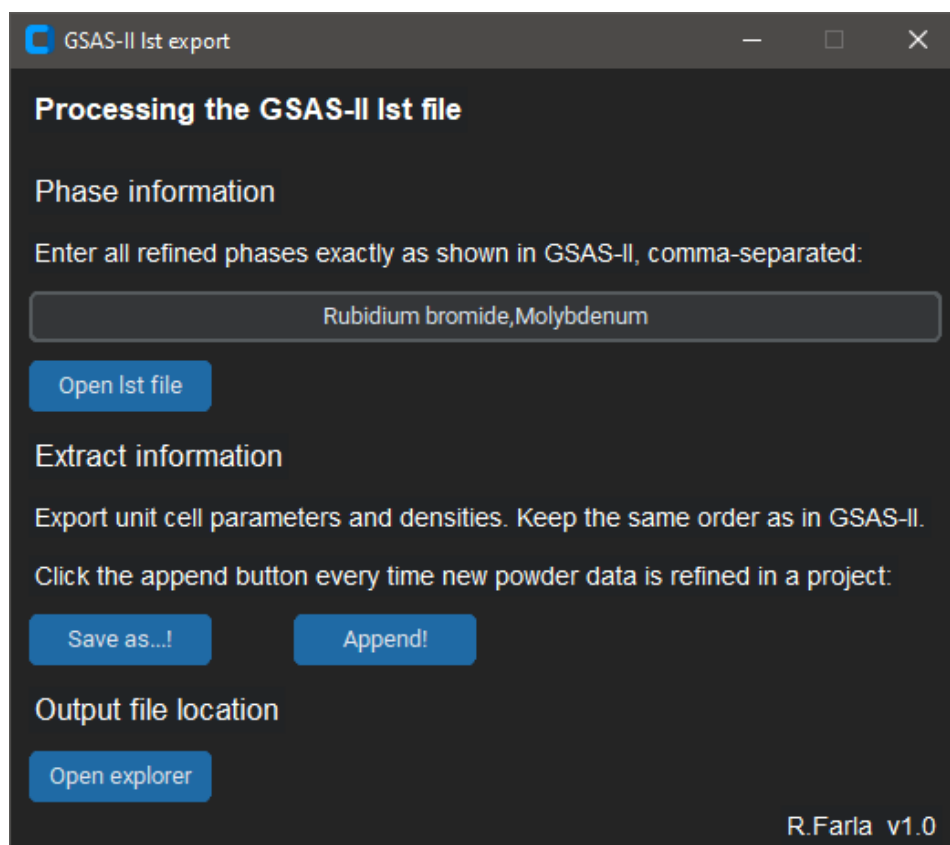 GSAS-II lst export
Processing the GSAS-II lst file
Phase information
Enter all refined phases exactly as shown in GSAS-II, comma-separated:
Rubidium bromide,Molybdenum
Open lst file
Extract information
Export unit cell parameters and densities. Keep the same order as in GSAS-II.
Click the append button every time new powder data is refined in a project:
Save as...! Append!
Output file location
Open explorer
R.Farla v1.0